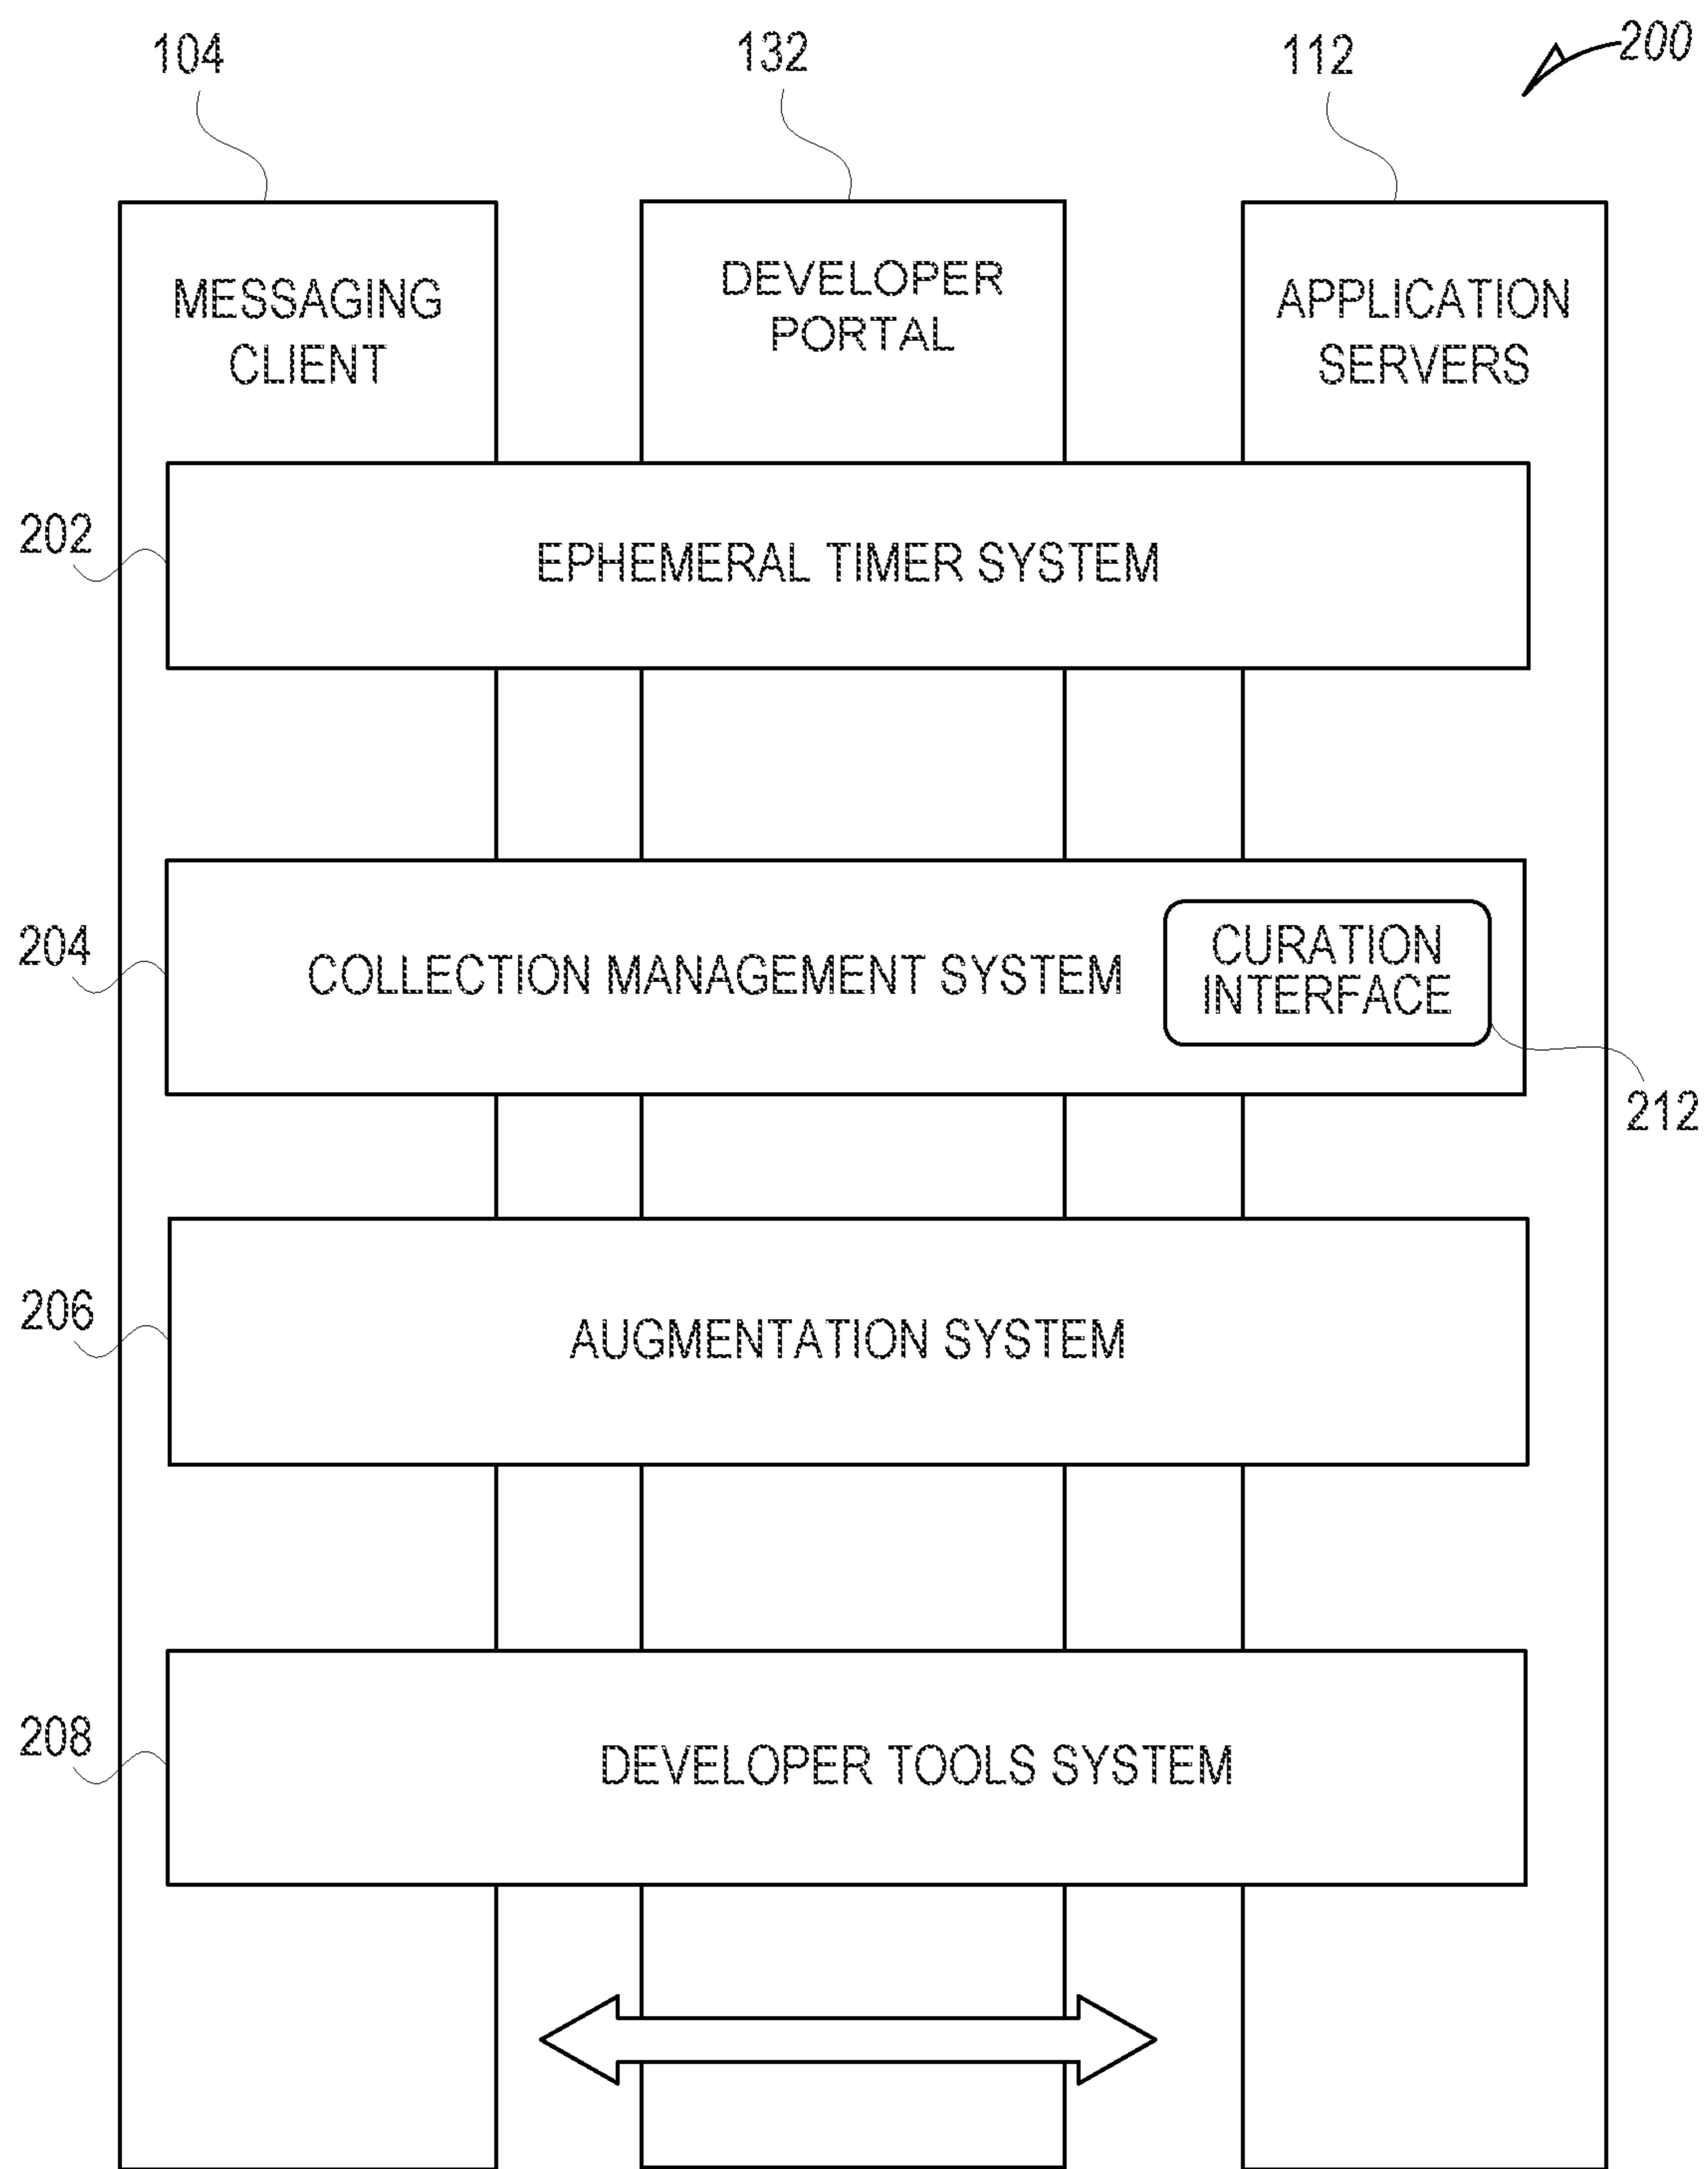 104
132
112
200
MESSAGING
CLIENT
DEVELOPER
PORTAL
APPLICATION
SERVERS
202
EPHEMERAL TIMER SYSTEM
204
COLLECTION MANAGEMENT SYSTEM
CURATION
INTERFACE
212
206
AUGMENTATION SYSTEM
208
DEVELOPER TOOLS SYSTEM